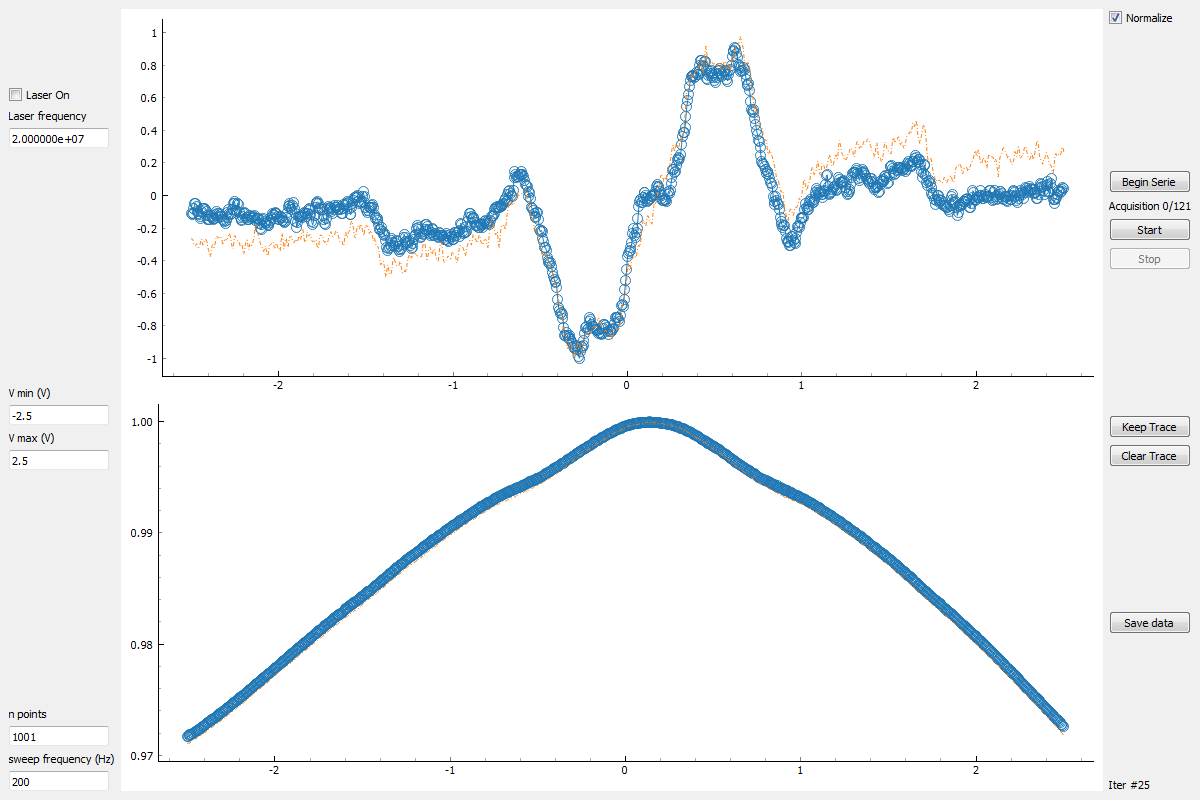 Normalize
Laser On
Laser frequency
2.000000e+07
V min (V)
-2.5
V max (V)
2.5
n points
1001
sweep frequency (Hz)
200
1
0.8
0.6
0.4
0.2
0
-0.2
-0.4
-0.6
-0.8
-1
-2 -1 0 1 2
1.00
0.99
0.98
0.97
-2 -1 0 1 2
Begin Serie
Acquisition 0/121
Start
Stop
Keep Trace
Clear Trace
Save data
Iter #25